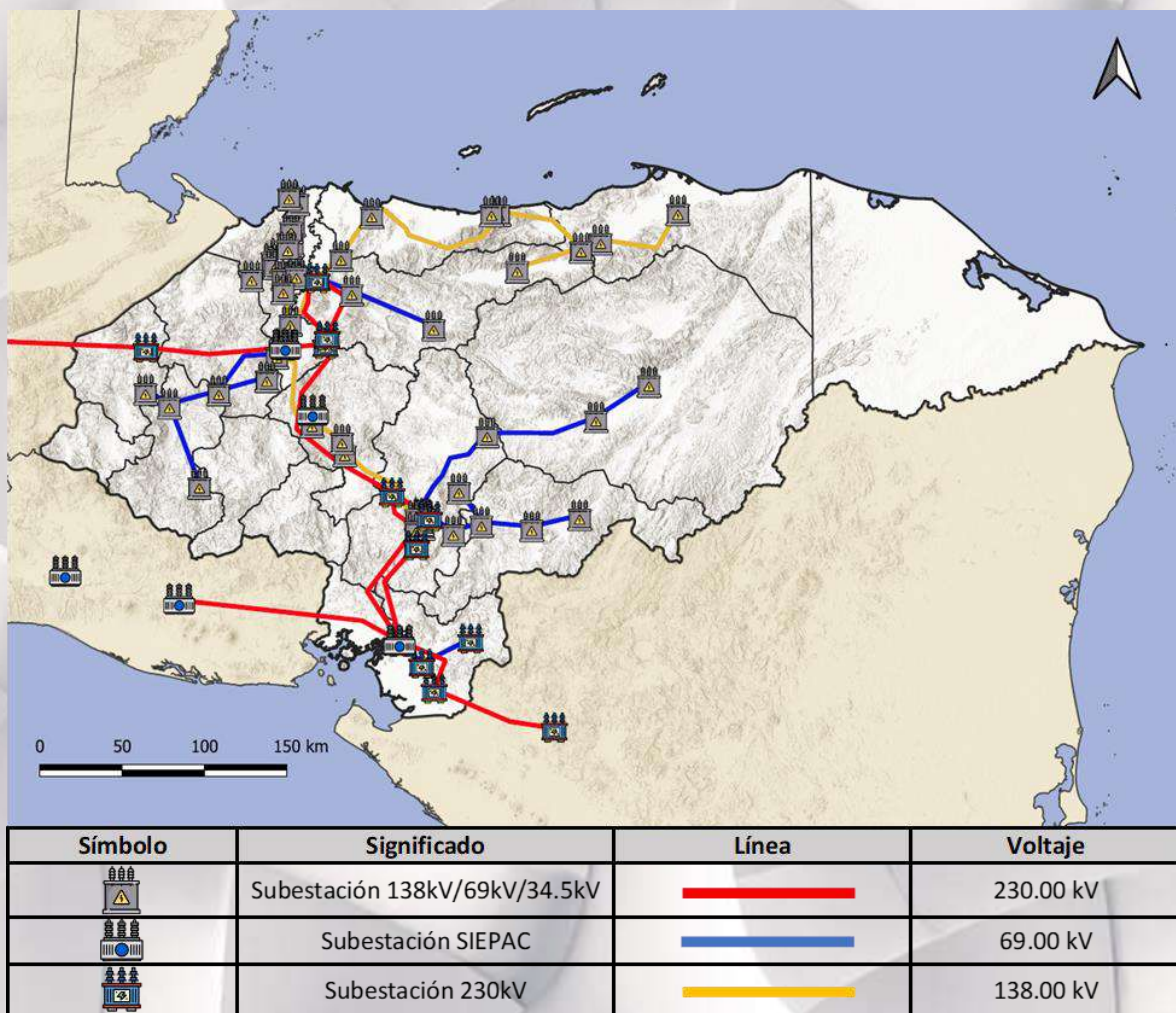 0 50 100 150 km
Símbolo Significado Línea Voltaje
Subestación 138kV/69kV/34.5kV 230.00 kV
Subestación SIEPAC 69.00 kV
Subestación 230kV 138.00 kV